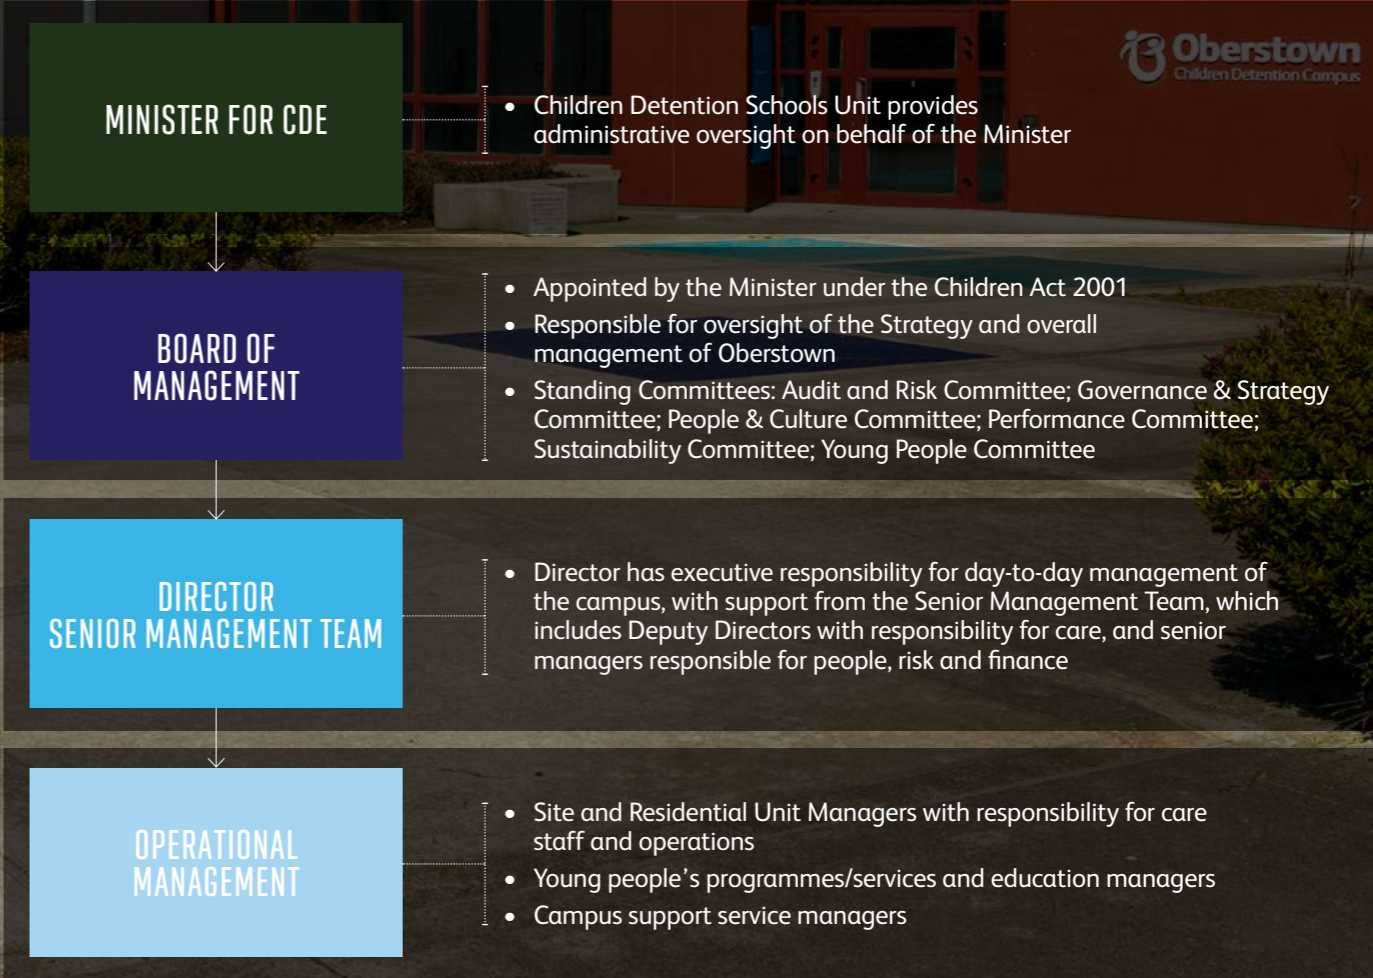 Oberstown
Children Detention Campus
MINISTER FOR CDE
• Children Detention Schools Unit provides
administrative oversight on behalf of the Minister
BOARD OF
MANAGEMENT
• Appointed by the Minister under the Children Act 2001
• Responsible for oversight of the Strategy and overall
management of Oberstown
• Standing Committees: Audit and Risk Committee; Governance & Strategy
Committee; People & Culture Committee; Performance Committee;
Sustainability Committee; Young People Committee
DIRECTOR
SENIOR MANAGEMENT TEAM
• Director has executive responsibility for day-to-day management of
the campus, with support from the Senior Management Team, which
includes Deputy Directors with responsibility for care, and senior
managers responsible for people, risk and finance
OPERATIONAL
MANAGEMENT
• Site and Residential Unit Managers with responsibility for care
staff and operations
• Young people’s programmes/services and education managers
• Campus support service managers